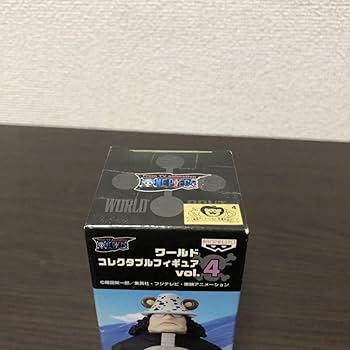 ONE PIECE
WORLD
ONE PIECE
BANPRESTO
ワールド
コレクタブルフィギュア
vol.4
©尾田栄一郎/集英社・フジテレビ・東映アニメーション